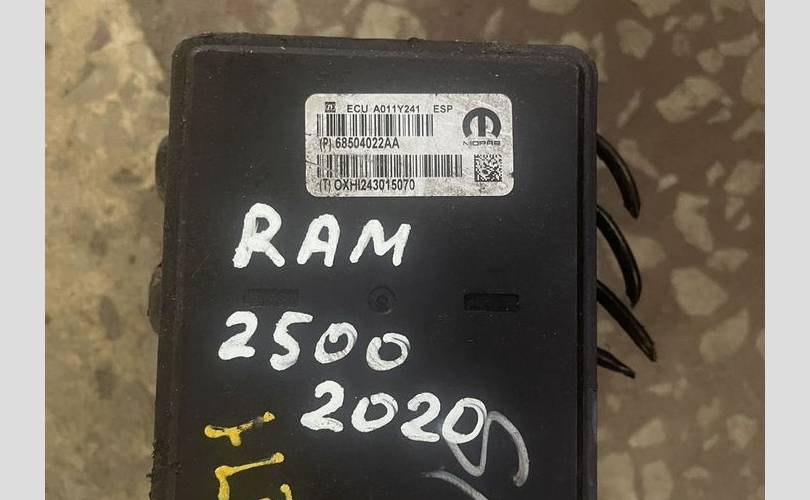 ECU A011Y241 ESP
(P) 68504022AA
MOPAR
(T) OXHI243015070
RAM
2500
2020